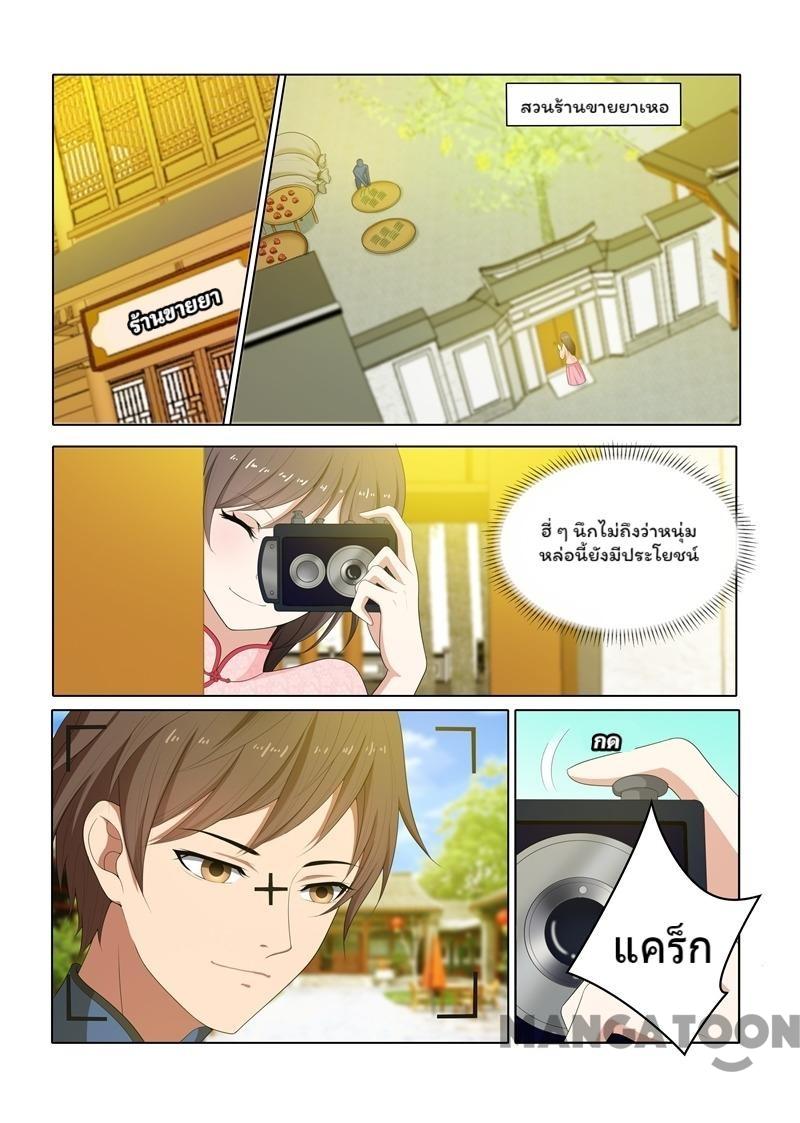 สวนร้านขายยาเหอ
ร้านขายยา
ฮี่ ๆ นึกไม่ถึงว่าหนุ่ม
หล่อนี้ยังมีประโยชน์
กด
แคร็ก
MANGATOON